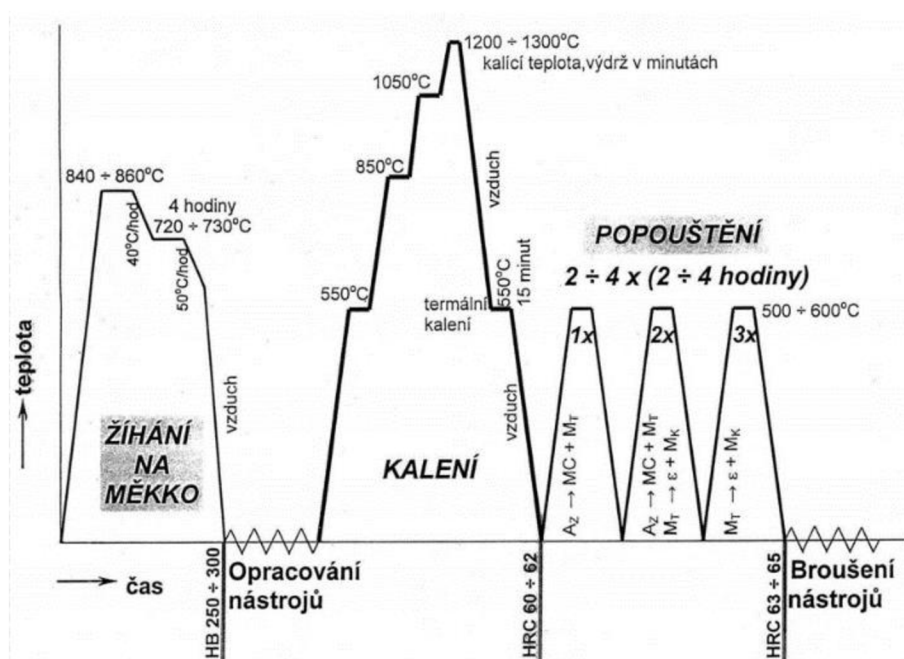 1200 ÷ 1300°C
kalící teplota,výdrž v minutách
1050°C
850°C
550°C
840 ÷ 860°C
4 hodiny
720 ÷ 730°C
40°C/hod
50°C/hod
vzduch
vzduch
termální
kalení
550°C
15 minut
vzduch
POPOUŠTĚNÍ
2 ÷ 4 x (2 ÷ 4 hodiny)
500 ÷ 600°C
1x
2x
3x
teplota
ŽÍHÁNÍ
NA
MĚKKO
KALENÍ
A_Z → MC + M_T
A_Z → MC + M_T
M_T → ε + M_K
M_T → ε + M_K
čas
HB 250 ÷ 300
Opracování
nástrojů
HRC 60 ÷ 62
HRC 63 ÷ 65
Broušení
nástrojů